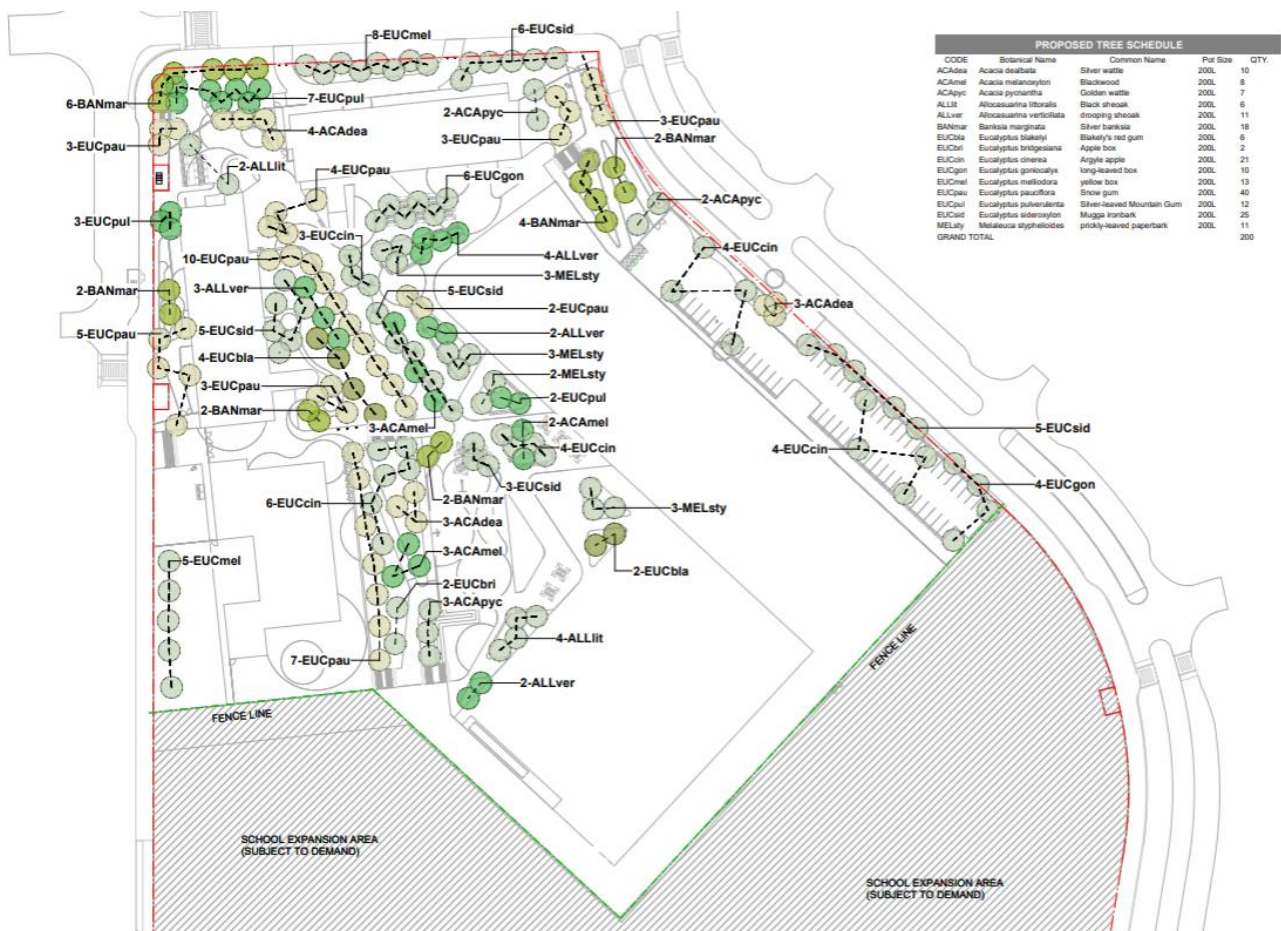 8-EUCmel
6-EUCsid
PROPOSED TREE SCHEDULE
CODE Botanical Name Common Name Pot Size QTY.
ACAdea Acacia dealbata Silver wattle 200L 10
ACAmel Acacia melanoxylon Blackwood 200L 8
ACApyc Acacia pycnantha Golden wattle 200L 7
ALLlit Allocasuarina littoralis Black sheoak 200L 6
ALLver Allocasuarina verticillata drooping sheoak 200L 11
BANmar Banksia marginata Silver banksia 200L 18
EUCbla Eucalyptus blakelyi Blakely's red gum 200L 6
EUCbri Eucalyptus bridgesiana Apple box 200L 2
EUCcin Eucalyptus cinerea Argyle apple 200L 21
EUCgon Eucalyptus goniocalyx long-leaved box 200L 10
EUCmel Eucalyptus melliodora yellow box 200L 13
EUCpau Eucalyptus pauciflora Snow gum 200L 40
EUCpul Eucalyptus pulverulenta Silver-leaved Mountain Gum 200L 12
EUCsid Eucalyptus sideroxylon Mugga ironbark 200L 25
MELsty Melaleuca styphelioides prickly-leaved paperbark 200L 11
GRAND TOTAL 200
6-BANmar
7-EUCpul
2-ACApyc
3-EUCpau
4-ACAdea
3-EUCpau
2-BANmar
3-EUCpau
2-ALLlit
4-EUCpau
6-EUCgon
2-ACApyc
3-EUCpul
4-BANmar
3-EUCcin
4-EUCcin
4-ALLver
10-EUCpau
3-MELsty
2-BANmar
3-ALLver
5-EUCsid
3-ACAdea
2-EUCpau
5-EUCpau
5-EUCsid
2-ALLver
4-EUCbla
3-MELsty
3-EUCpau
2-MELsty
2-EUCpul
2-BANmar
3-ACAmel
2-ACAmel
5-EUCsid
4-EUCcin
4-EUCcin
3-EUCsid
4-EUCgon
2-BANmar
6-EUCcin
3-MELsty
3-ACAdea
3-ACAmel
5-EUCmel
2-EUCbla
2-EUCbri
3-ACApyc
4-ALLlit
FENCE LINE
7-EUCpau
2-ALLver
FENCE LINE
SCHOOL EXPANSION AREA
(SUBJECT TO DEMAND)
SCHOOL EXPANSION AREA
(SUBJECT TO DEMAND)